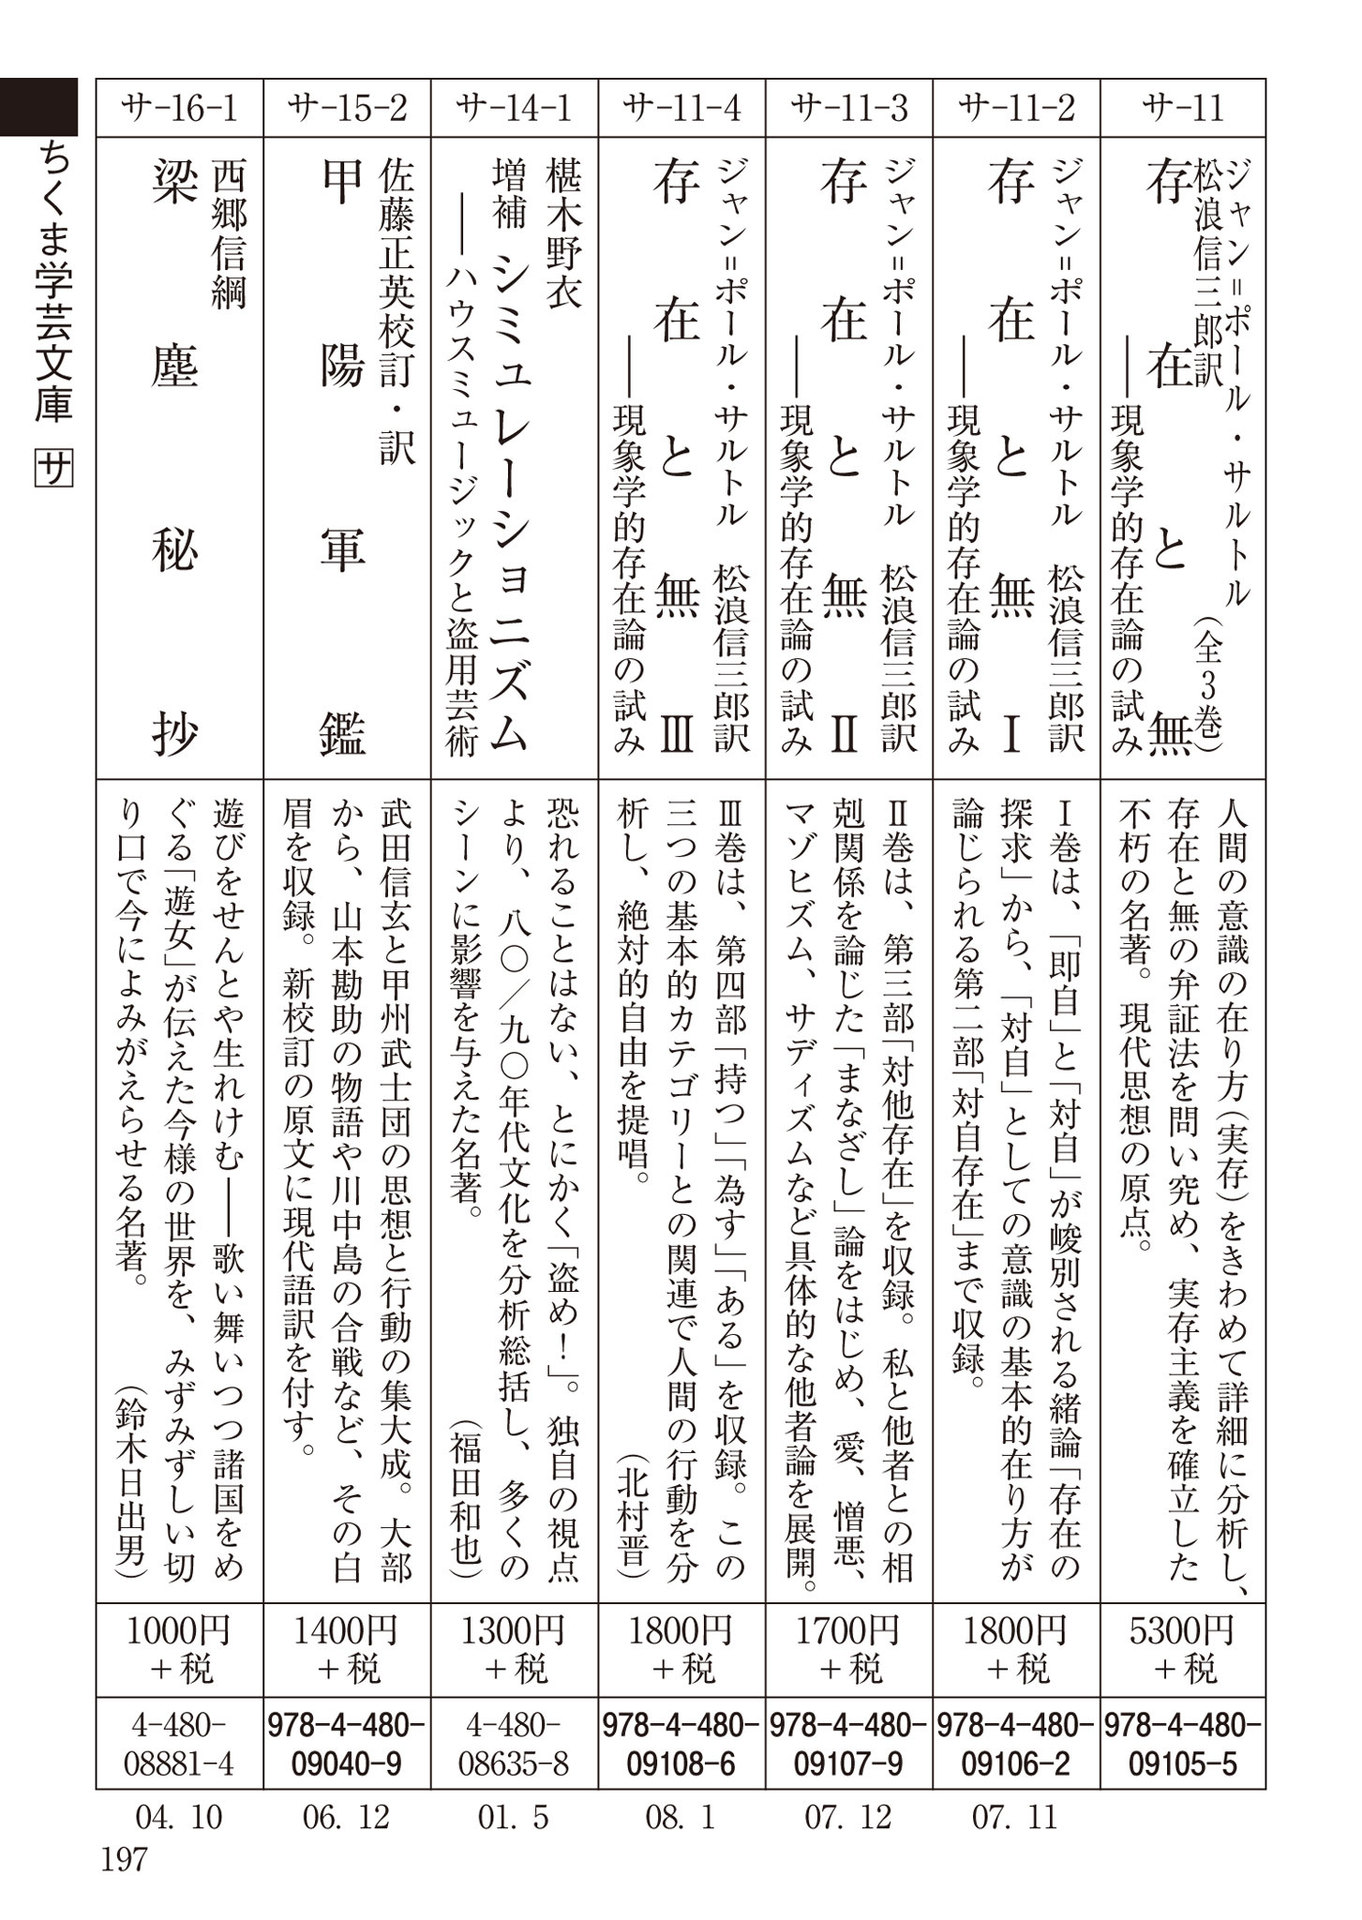 サ-11
ジャン＝ポール・サルトル
松浪信三郎訳
（全3巻）
存在と無
――現象学的存在論の試み
人間の意識の在り方（実存）をきわめて詳細に分析し、
存在と無の弁証法を問い究め、実存主義を確立した
不朽の名著。現代思想の原点。
5300円
＋税
978-4-480-
09105-5
サ-11-2
ジャン＝ポール・サルトル　松浪信三郎訳
存在と無　Ⅰ
――現象学的存在論の試み
Ⅰ巻は、「即自」と「対自」が峻別される緒論「存在の
探求」から、「対自」としての意識の基本的在り方が
論じられる第二部「対自存在」まで収録。
1800円
＋税
978-4-480-
09106-2
07. 11
サ-11-3
ジャン＝ポール・サルトル　松浪信三郎訳
存在と無　Ⅱ
――現象学的存在論の試み
Ⅱ巻は、第三部「対他存在」を収録。私と他者との相
剋関係を論じた「まなざし」論をはじめ、愛、憎悪、
マゾヒズム、サディズムなど具体的な他者論を展開。
1700円
＋税
978-4-480-
09107-9
07. 12
サ-11-4
ジャン＝ポール・サルトル　松浪信三郎訳
存在と無　Ⅲ
――現象学的存在論の試み
Ⅲ巻は、第四部「持つ」「為す」「ある」を収録。この
三つの基本的カテゴリーとの関連で人間の行動を分
析し、絶対的自由を提唱。（北村晋）
1800円
＋税
978-4-480-
09108-6
08. 1
サ-14-1
椹木野衣
増補　シミュレーショニズム
――ハウスミュージックと盗用芸術
恐れることはない、とにかく「盗め！」。独自の視点
より、八〇／九〇年代文化を分析総括し、多くの
シーンに影響を与えた名著。（福田和也）
1300円
＋税
4-480-
08635-8
01. 5
サ-15-2
佐藤正英校訂・訳
甲陽軍鑑
武田信玄と甲州武士団の思想と行動の集大成。大部
から、山本勘助の物語や川中島の合戦など、その白
眉を収録。新校訂の原文に現代語訳を付す。
1400円
＋税
978-4-480-
09040-9
06. 12
サ-16-1
西郷信綱
梁塵秘抄
遊びをせんとや生れけむ――歌い舞いつつ諸国をめ
ぐる「遊女」が伝えた今様の世界を、みずみずしい切
り口で今によみがえらせる名著。（鈴木日出男）
1000円
＋税
4-480-
08881-4
04. 10
ちくま学芸文庫　サ
197